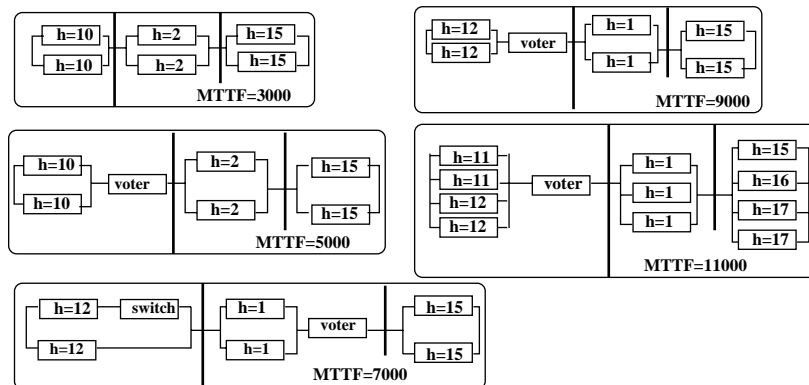 h=10 h=2 h=15
h=10 h=2 h=15
MTTF=3000
h=12 voter h=1 h=15
h=12 h=1 h=15
MTTF=9000
h=10 voter h=2 h=15
h=10 h=2 h=15
MTTF=5000
h=11 voter h=1 h=15
h=11 h=1 h=16
h=12 h=1 h=17
h=12 h=17
MTTF=11000
h=12 switch h=1 voter h=15
h=12 h=1 h=15
MTTF=7000